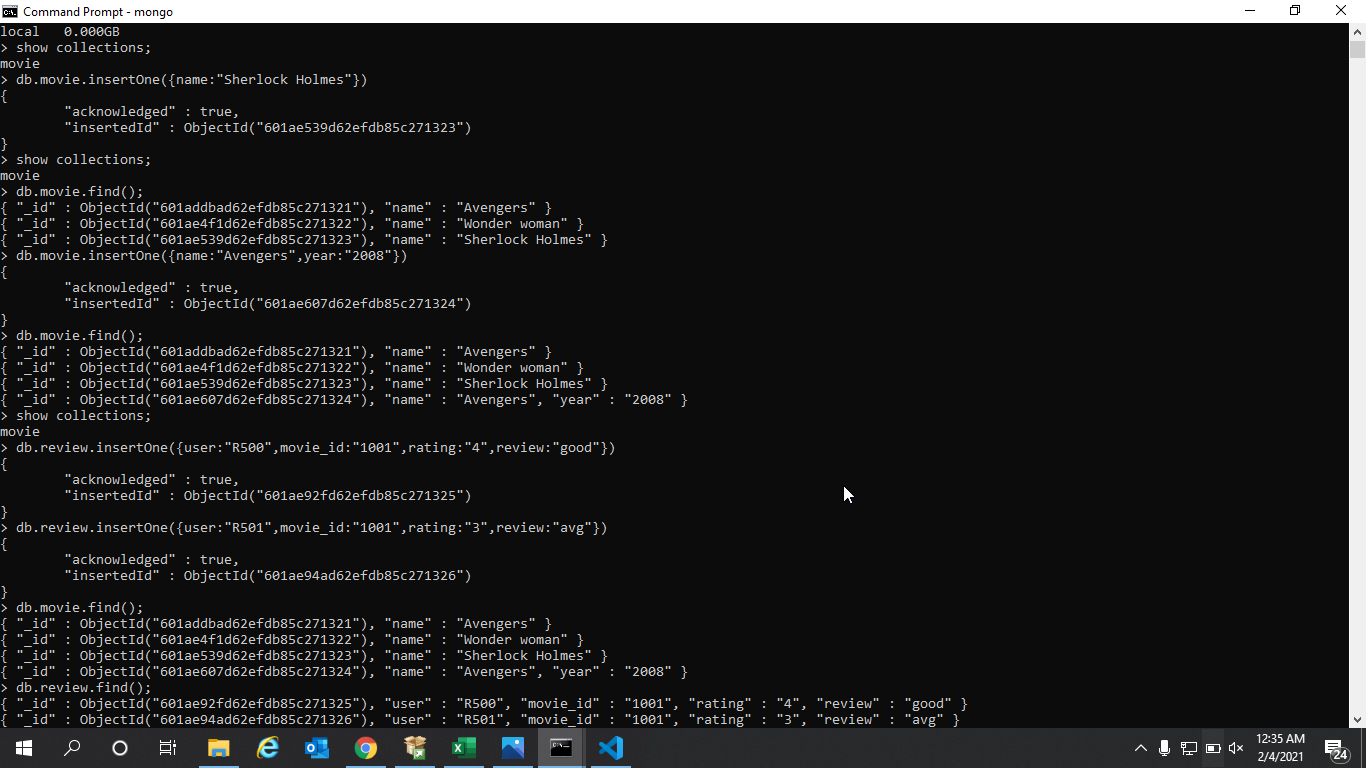 Command Prompt - mongo
local   0.000GB
> show collections;
movie
> db.movie.insertOne({name:"Sherlock Holmes"})
{
        "acknowledged" : true,
        "insertedId" : ObjectId("601ae539d62efdb85c271323")
}
> show collections;
movie
> db.movie.find();
{ "_id" : ObjectId("601addbad62efdb85c271321"), "name" : "Avengers" }
{ "_id" : ObjectId("601ae4f1d62efdb85c271322"), "name" : "Wonder woman" }
{ "_id" : ObjectId("601ae539d62efdb85c271323"), "name" : "Sherlock Holmes" }
> db.movie.insertOne({name:"Avengers",year:"2008"})
{
        "acknowledged" : true,
        "insertedId" : ObjectId("601ae607d62efdb85c271324")
}
> db.movie.find();
{ "_id" : ObjectId("601addbad62efdb85c271321"), "name" : "Avengers" }
{ "_id" : ObjectId("601ae4f1d62efdb85c271322"), "name" : "Wonder woman" }
{ "_id" : ObjectId("601ae539d62efdb85c271323"), "name" : "Sherlock Holmes" }
{ "_id" : ObjectId("601ae607d62efdb85c271324"), "name" : "Avengers", "year" : "2008" }
> show collections;
movie
> db.review.insertOne({user:"R500",movie_id:"1001",rating:"4",review:"good"})
{
        "acknowledged" : true,
        "insertedId" : ObjectId("601ae92fd62efdb85c271325")
}
> db.review.insertOne({user:"R501",movie_id:"1001",rating:"3",review:"avg"})
{
        "acknowledged" : true,
        "insertedId" : ObjectId("601ae94ad62efdb85c271326")
}
> db.movie.find();
{ "_id" : ObjectId("601addbad62efdb85c271321"), "name" : "Avengers" }
{ "_id" : ObjectId("601ae4f1d62efdb85c271322"), "name" : "Wonder woman" }
{ "_id" : ObjectId("601ae539d62efdb85c271323"), "name" : "Sherlock Holmes" }
{ "_id" : ObjectId("601ae607d62efdb85c271324"), "name" : "Avengers", "year" : "2008" }
> db.review.find();
{ "_id" : ObjectId("601ae92fd62efdb85c271325"), "user" : "R500", "movie_id" : "1001", "rating" : "4", "review" : "good" }
{ "_id" : ObjectId("601ae94ad62efdb85c271326"), "user" : "R501", "movie_id" : "1001", "rating" : "3", "review" : "avg" }
12:35 AM
2/4/2021
24